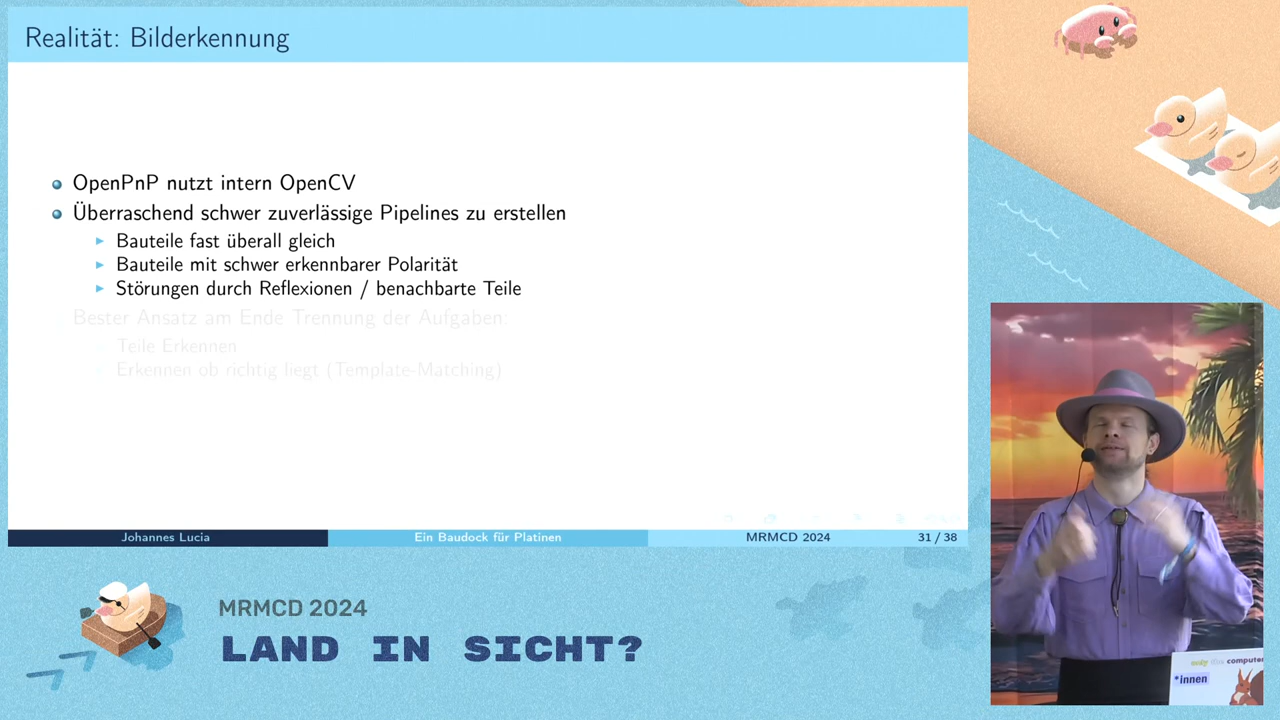 Realität: Bilderkennung
OpenPnP nutzt intern OpenCV
Überraschend schwer zuverlässige Pipelines zu erstellen
Bauteile fast überall gleich
Bauteile mit schwer erkennbarer Polarität
Störungen durch Reflexionen / benachbarte Teile
Bester Ansatz am Ende Trennung der Aufgaben:
Teile Erkennen
Erkennen ob richtig liegt (Template-Matching)
Johannes Lucia
Ein Baudock für Platinen
MRMCD 2024
31 / 38
MRMCD 2024
LAND IN SICHT?
computer
*innen